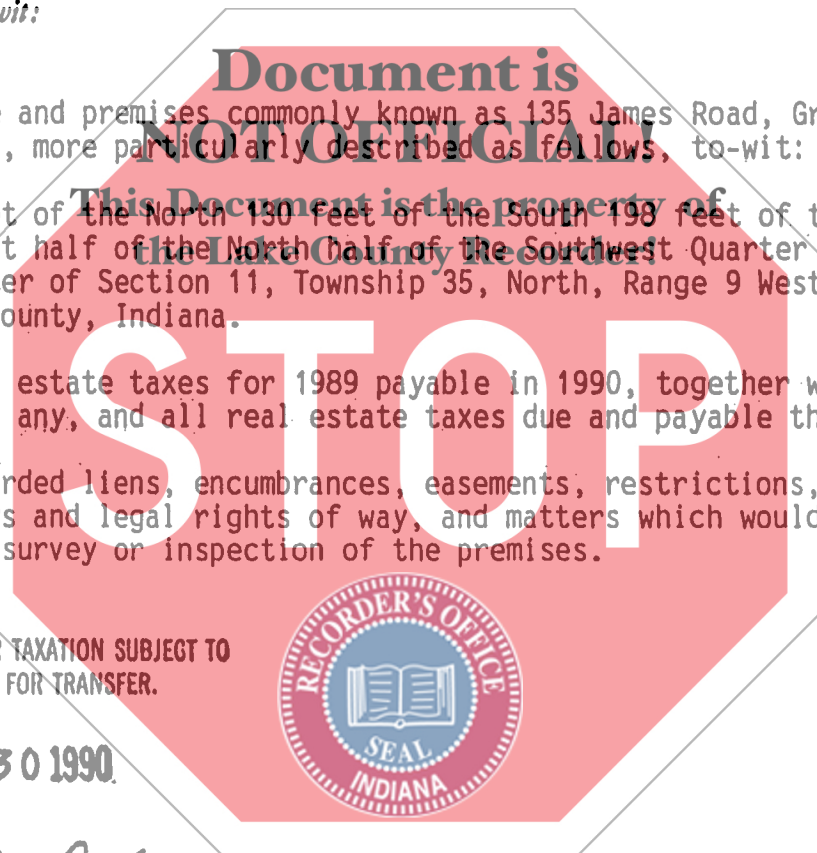 wit:
Document is
and premises commonly known as 135 James Road, Gr
NOT OFFICIAL!
, more particularly described as follows, to-wit:
This Document is the property of
t of the North 130 feet of the South 198 feet of t
the Lake County Recorder!
t half of the North half of the Southwest Quarter
er of Section 11, Township 35, North, Range 9 West
ounty, Indiana.
STOP
estate taxes for 1989 payable in 1990, together w
any, and all real estate taxes due and payable th
rded liens, encumbrances, easements, restrictions,
s and legal rights of way, and matters which would
survey or inspection of the premises.
RECORDER'S OFFICE
TAXATION SUBJECT TO
FOR TRANSFER.
SEAL
INDIANA
30 1990